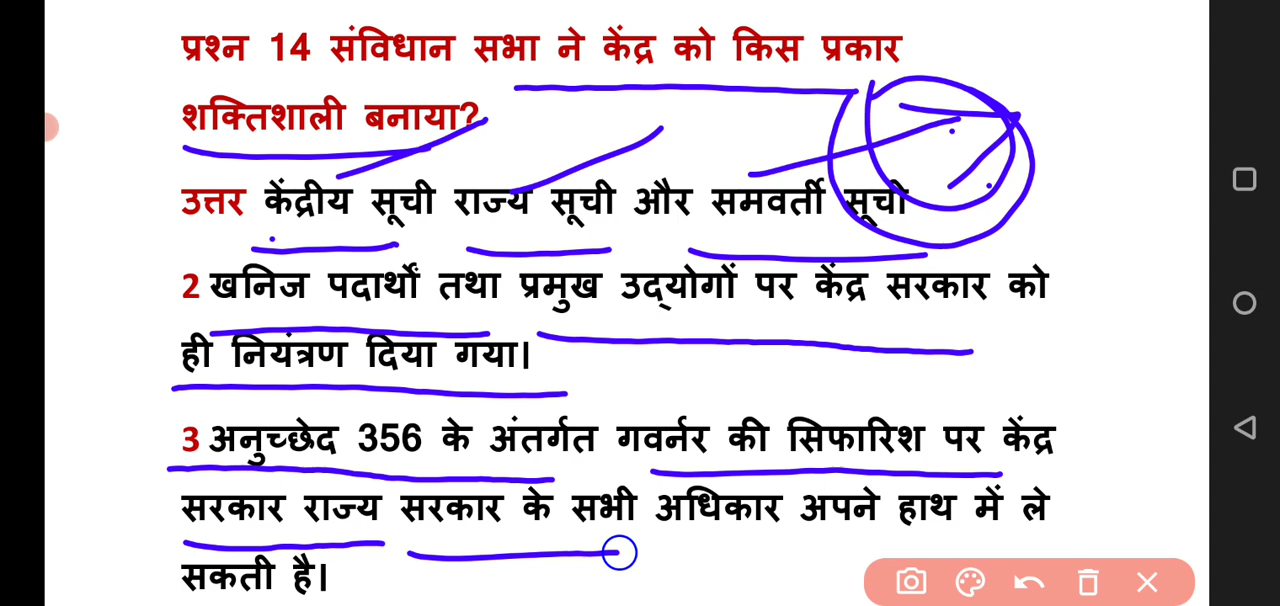 प्रश्न 14 संविधान सभा ने केंद्र को किस प्रकार
शक्तिशाली बनाया?
उत्तर केंद्रीय सूची राज्य सूची और समवर्ती सूची
2 खनिज पदार्थों तथा प्रमुख उद्योगों पर केंद्र सरकार को
ही नियंत्रण दिया गया।
3 अनुच्छेद 356 के अंतर्गत गवर्नर की सिफारिश पर केंद्र
सरकार राज्य सरकार के सभी अधिकार अपने हाथ में ले
सकती है।